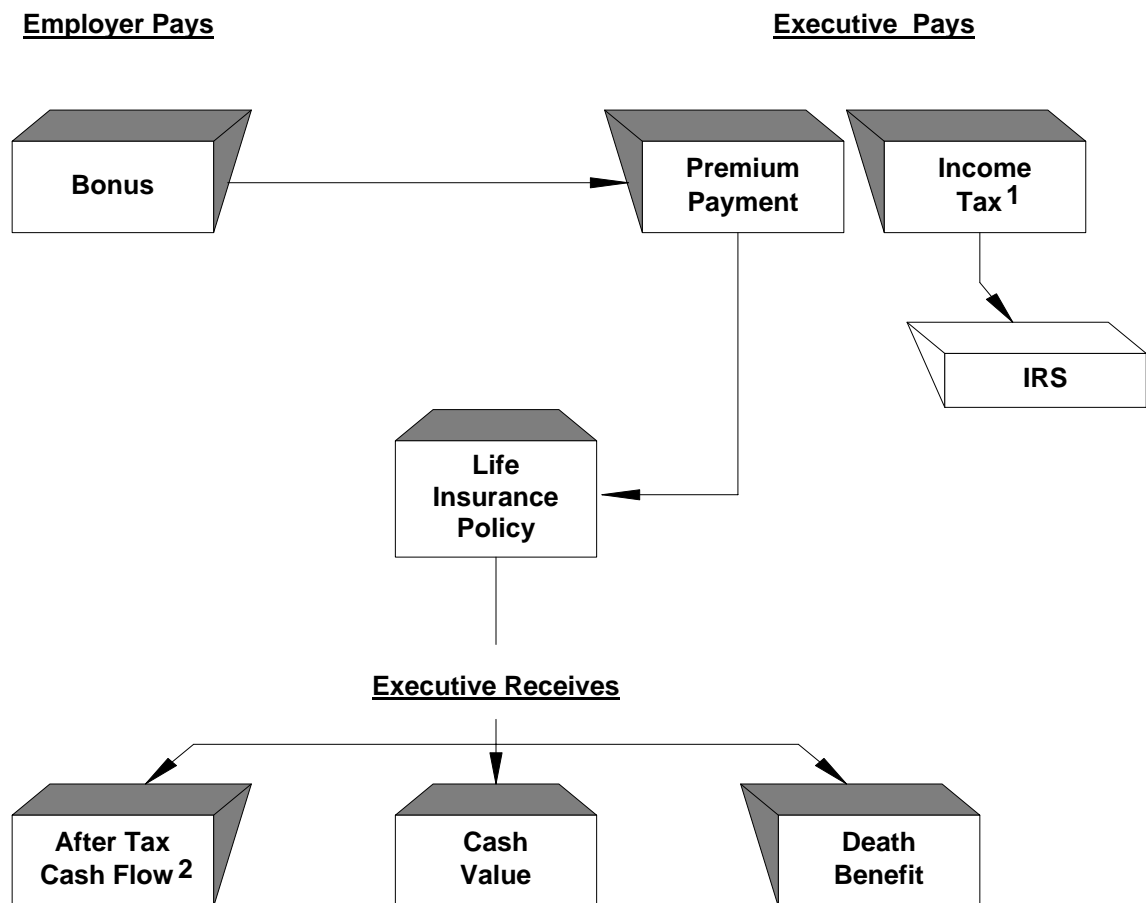 Employer Pays
Executive Pays
Bonus
Premium
Payment
Income
Tax 1
IRS
Life
Insurance
Policy
Executive Receives
After Tax
Cash Flow 2
Cash
Value
Death
Benefit